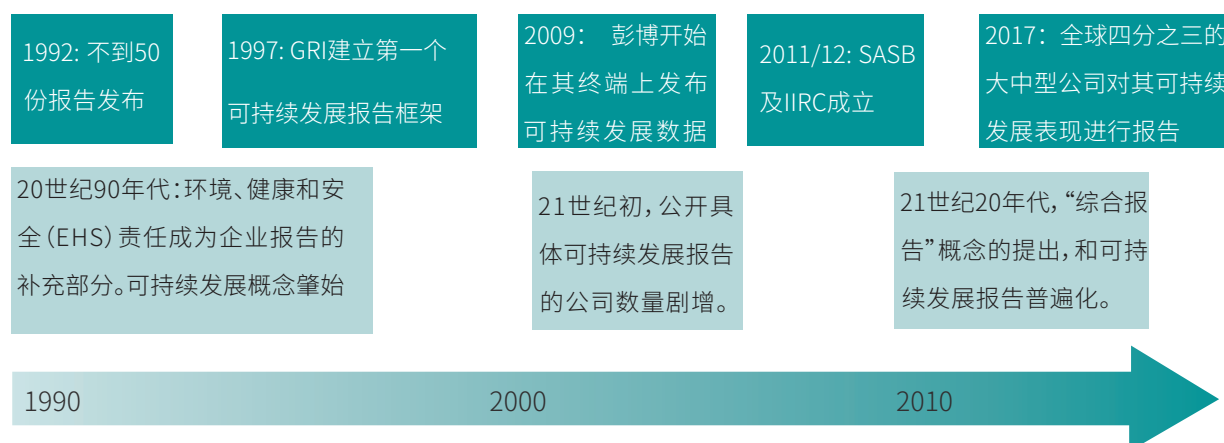 1992: 不到50
份报告发布
1997: GRI建立第一个
可持续发展报告框架
2009： 彭博开始
在其终端上发布
可持续发展数据
2011/12: SASB
及IIRC成立
2017：全球四分之三的
大中型公司对其可持续
发展表现进行报告
20世纪90年代：环境、健康和安
全（EHS）责任成为企业报告的
补充部分。可持续发展概念肇始
21世纪初，公开具
体可持续发展报告
的公司数量剧增。
21世纪20年代，“综合报
告”概念的提出，和可持
续发展报告普遍化。
1990
2000
2010